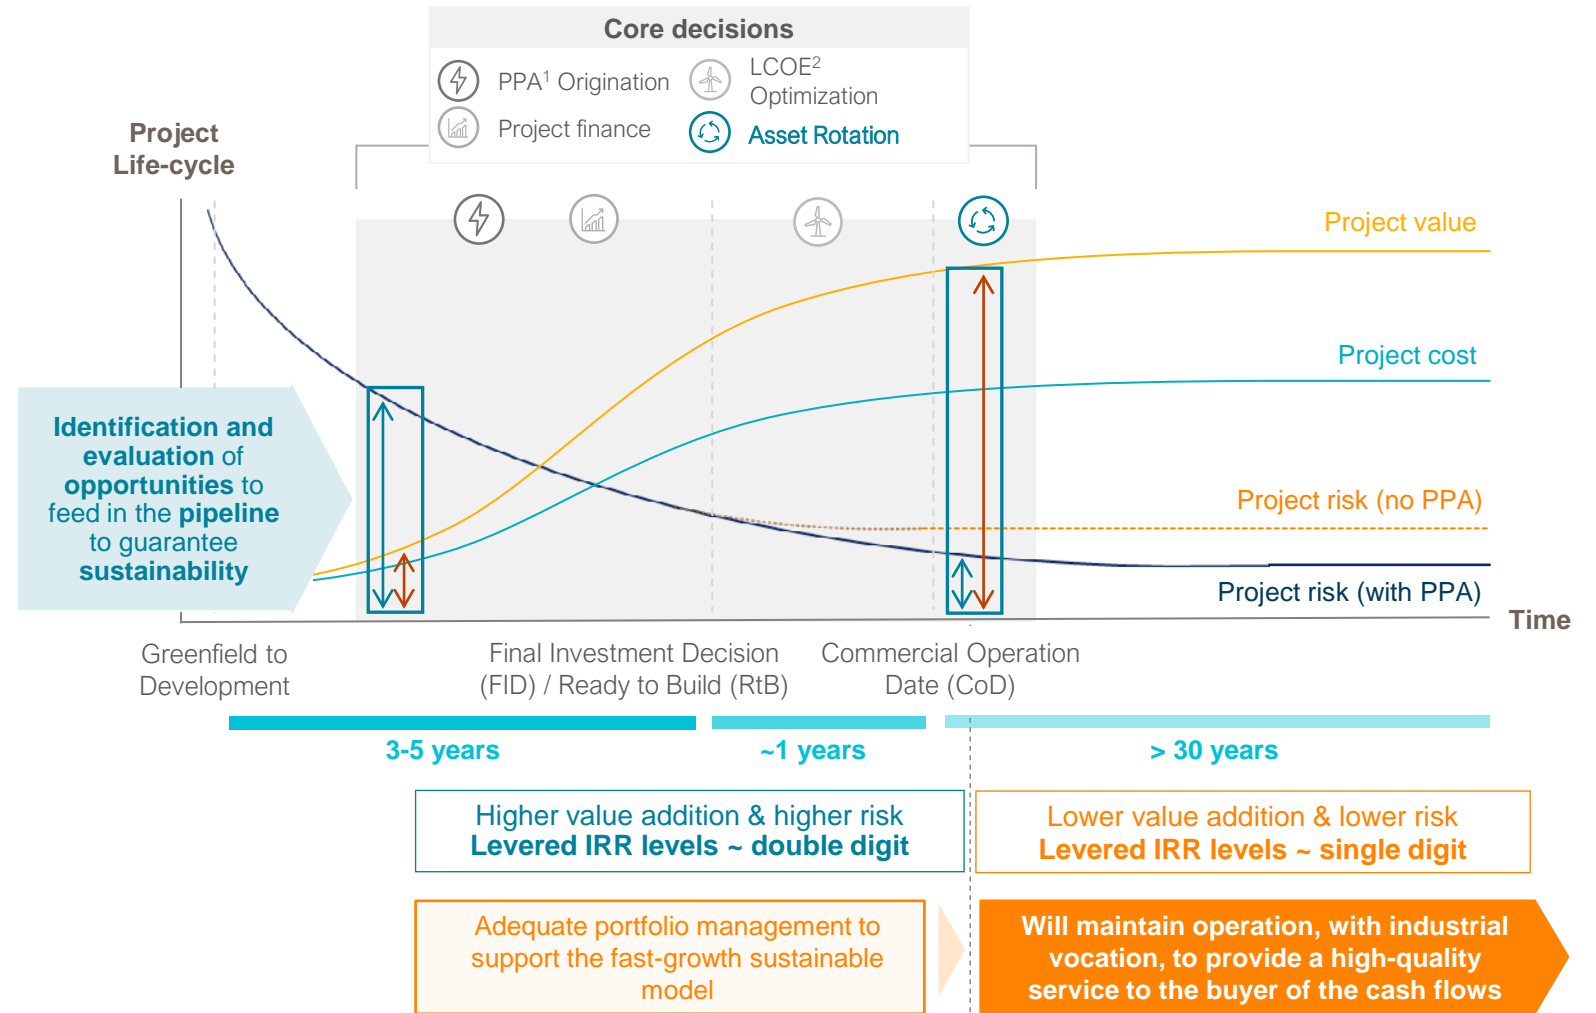 Core decisions
PPA1 Origination
LCOE2
Optimization
Project finance
Asset Rotation
Project
Life-cycle
Project value
Project cost
Identification and
evaluation of
opportunities to
feed in the pipeline
to guarantee
sustainability
Project risk (no PPA)
Project risk (with PPA)
Time
Greenfield to
Development
Final Investment Decision
(FID) / Ready to Build (RtB)
Commercial Operation
Date (CoD)
3-5 years
~1 years
> 30 years
Higher value addition & higher risk
Levered IRR levels ~ double digit
Lower value addition & lower risk
Levered IRR levels ~ single digit
Adequate portfolio management to
support the fast-growth sustainable
model
Will maintain operation, with industrial
vocation, to provide a high-quality
service to the buyer of the cash flows